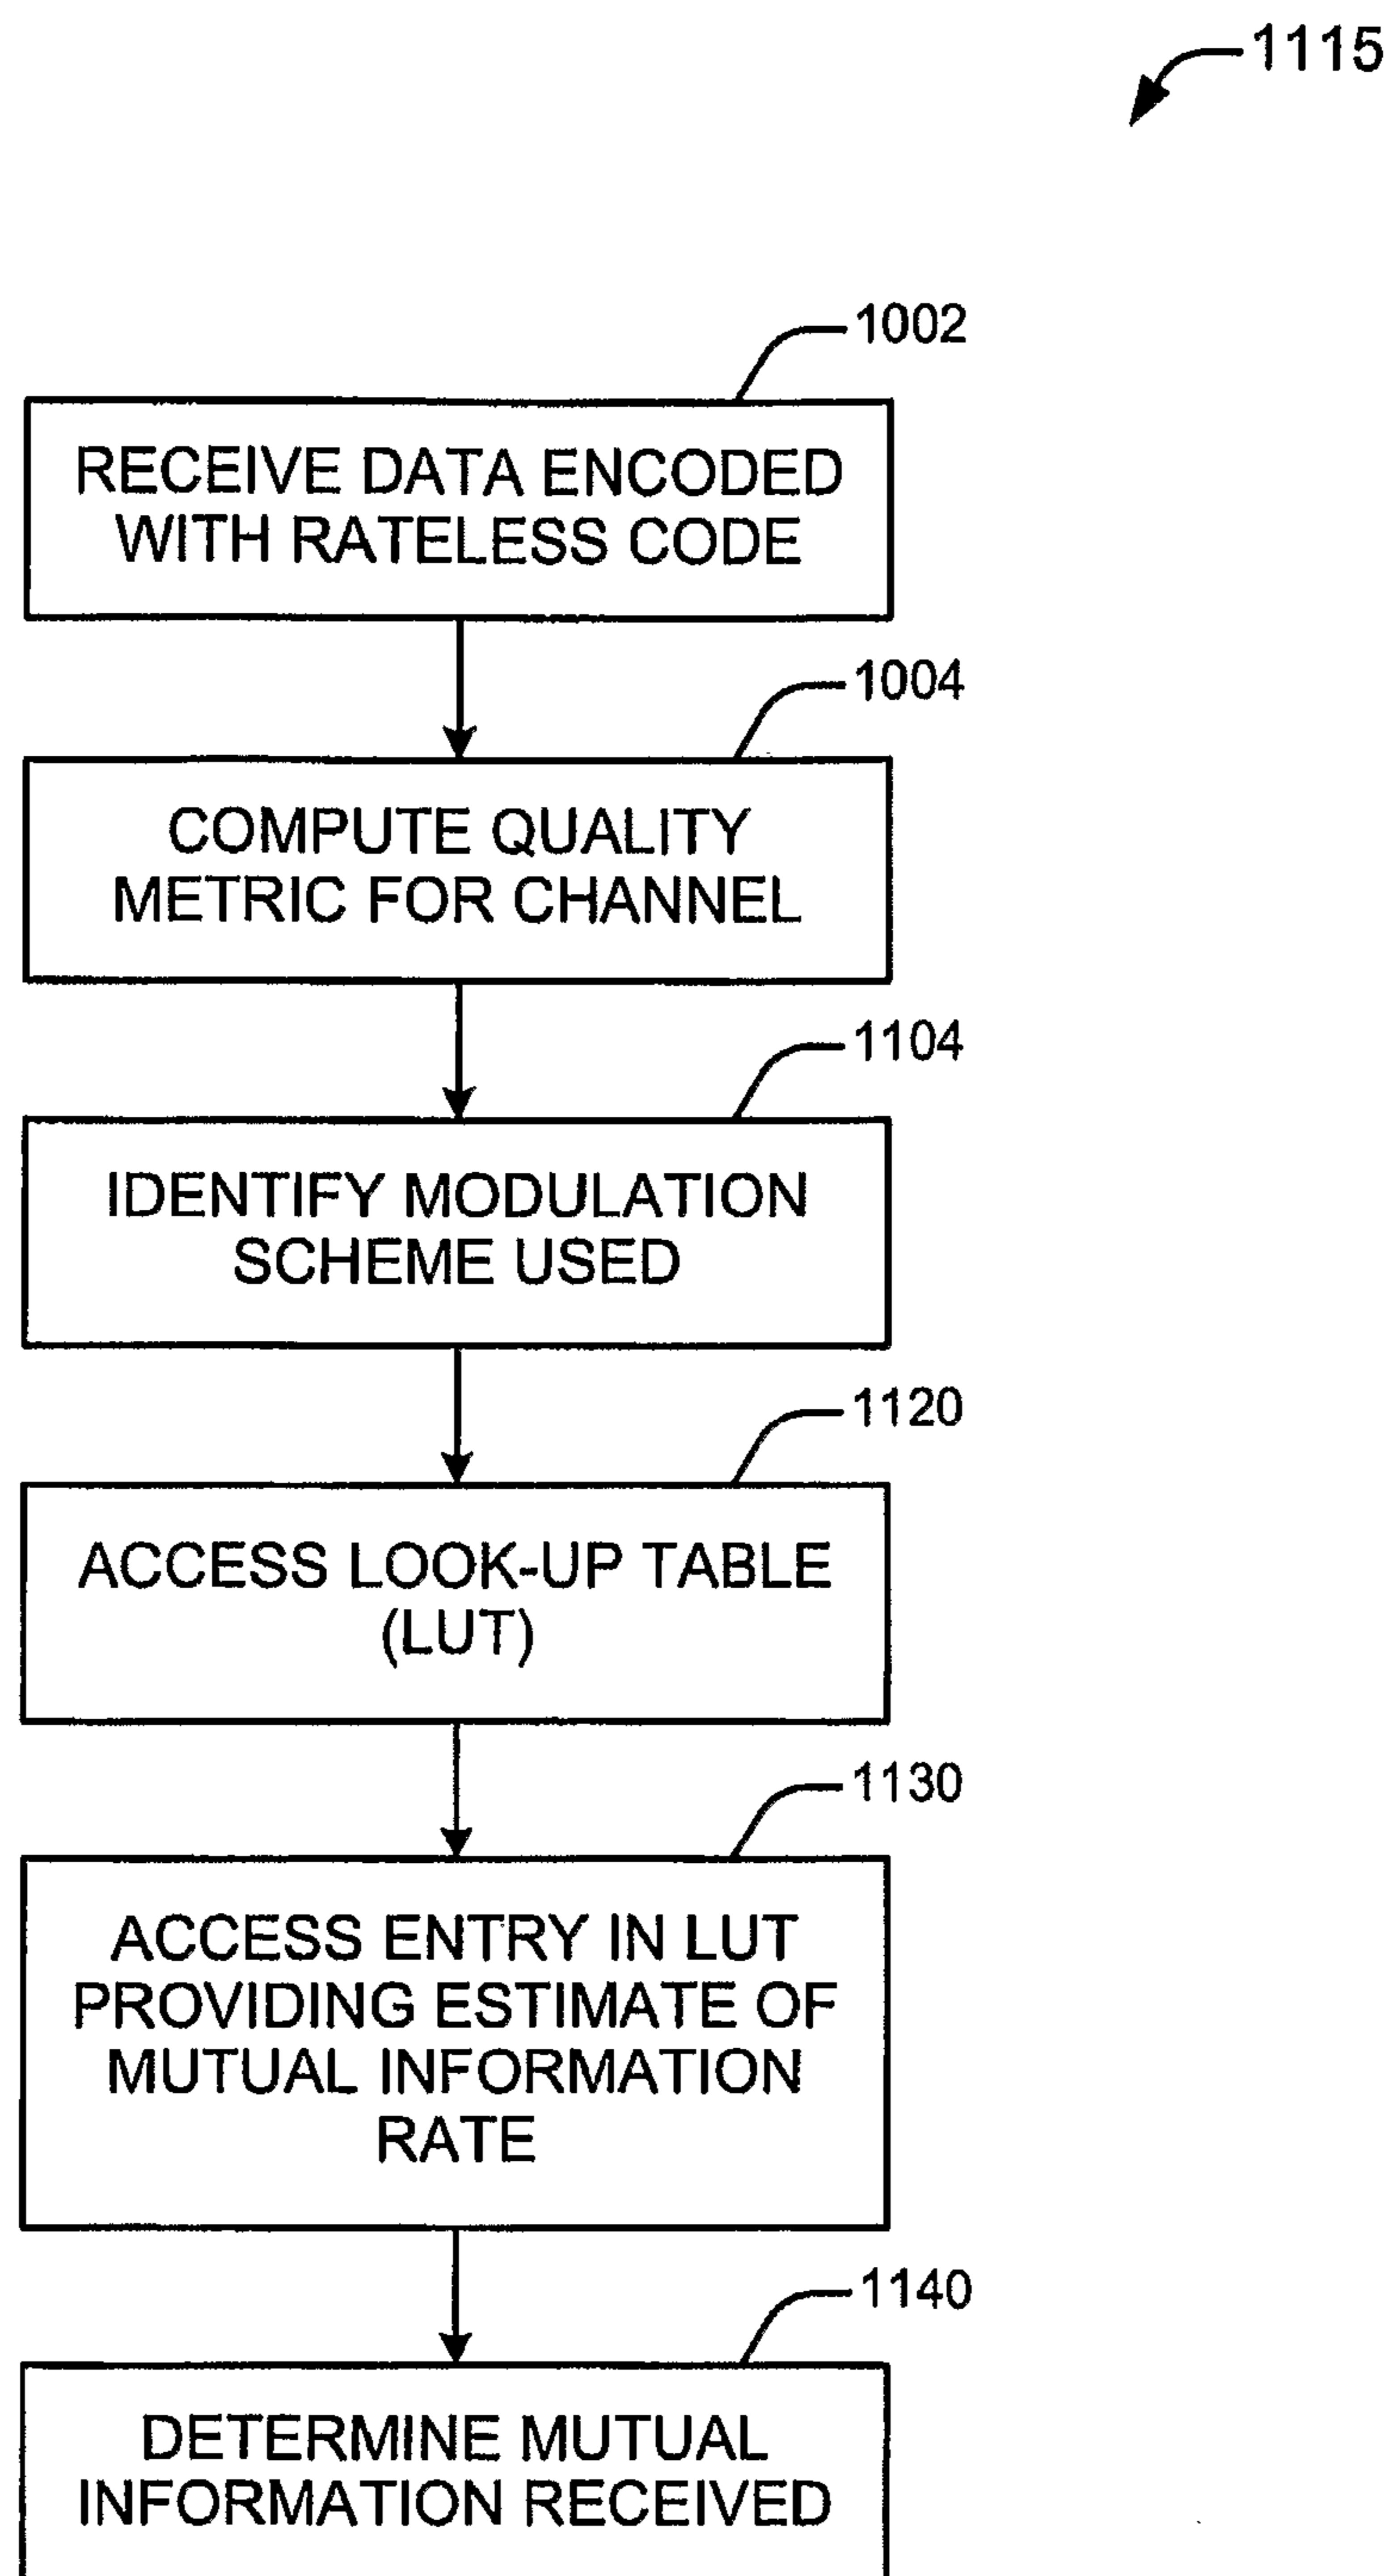 1115
1002
RECEIVE DATA ENCODED
WITH RATELESS CODE
1004
COMPUTE QUALITY
METRIC FOR CHANNEL
1104
IDENTIFY MODULATION
SCHEME USED
1120
ACCESS LOOK-UP TABLE
(LUT)
1130
ACCESS ENTRY IN LUT
PROVIDING ESTIMATE OF
MUTUAL INFORMATION
RATE
1140
DETERMINE MUTUAL
INFORMATION RECEIVED